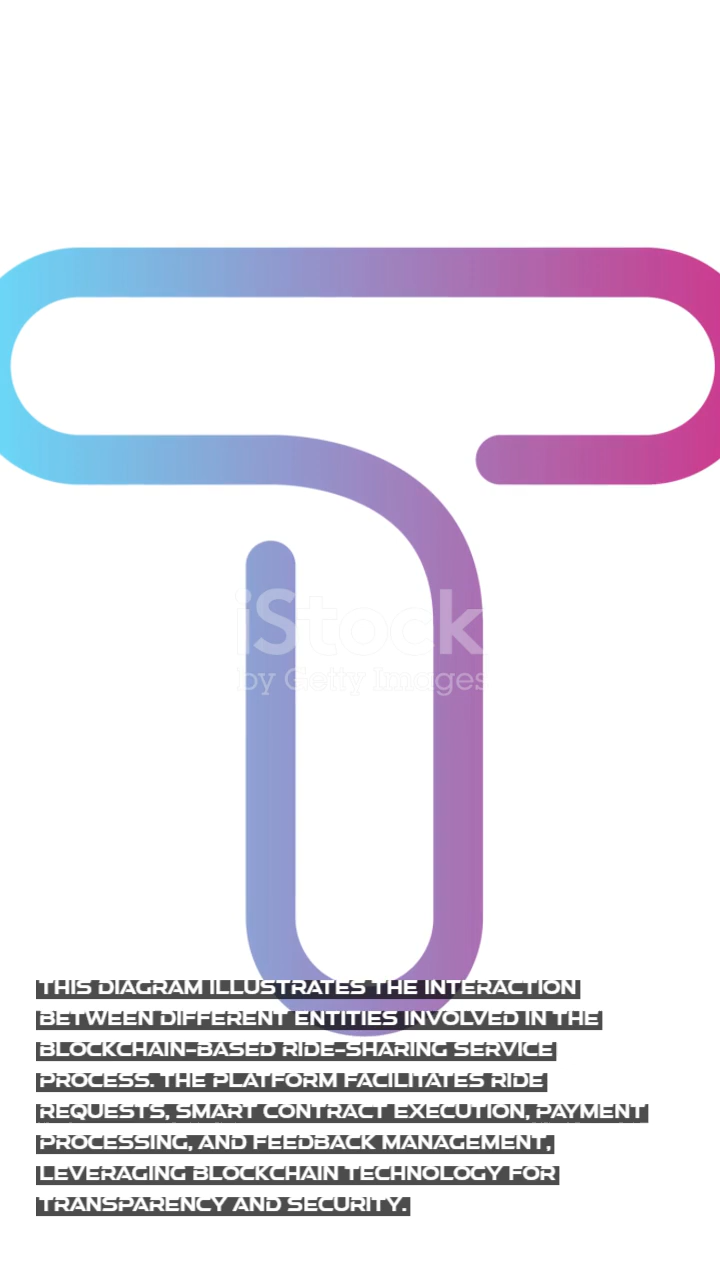 iStock
by Getty Images
THIS DIAGRAM ILLUSTRATES THE INTERACTION
BETWEEN DIFFERENT ENTITIES INVOLVED IN THE
BLOCKCHAIN-BASED RIDE-SHARING SERVICE
PROCESS. THE PLATFORM FACILITATES RIDE
REQUESTS, SMART CONTRACT EXECUTION, PAYMENT
PROCESSING, AND FEEDBACK MANAGEMENT,
LEVERAGING BLOCKCHAIN TECHNOLOGY FOR
TRANSPARENCY AND SECURITY.